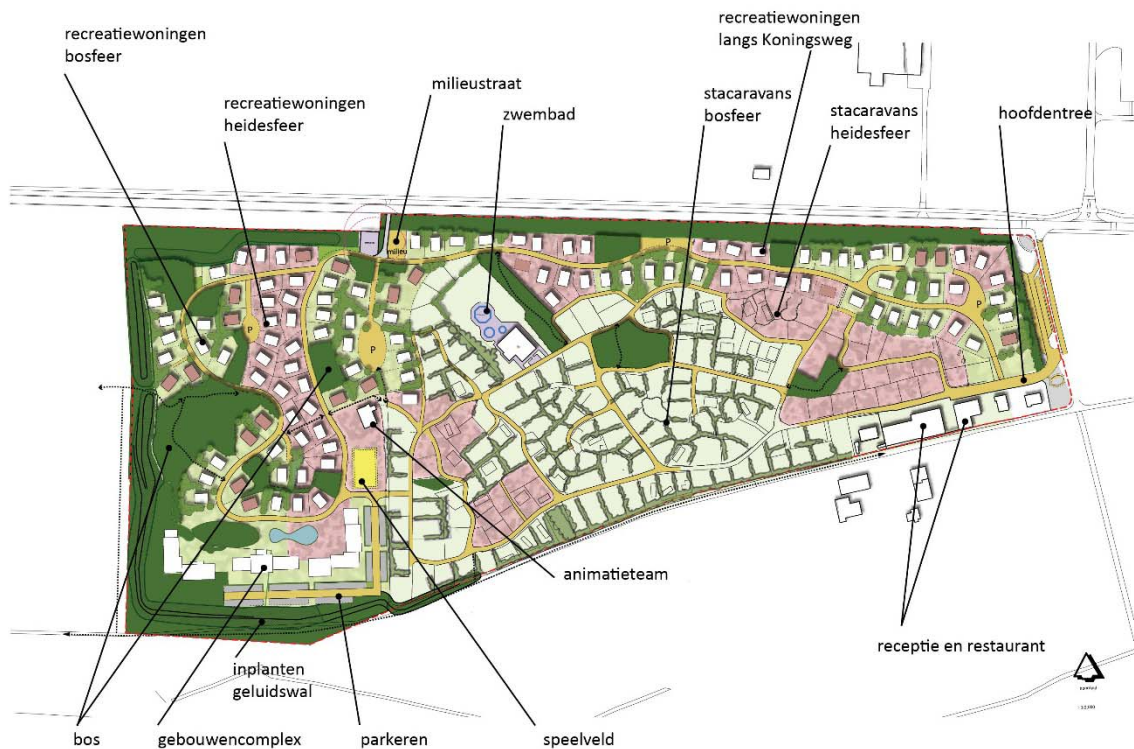 recreatiewoningen
bosfeer
recreatiewoningen
heidesfeer
milieustraat
zwembad
recreatiewoningen
langs Koningsweg
stacaravans
bosfeer
stacaravans
heidesfeer
hoofdentree
milieu
P
P
P
P
animatieteam
receptie en restaurant
inplanten
geluidswal
bos
gebouwencomplex
parkeren
speelveld